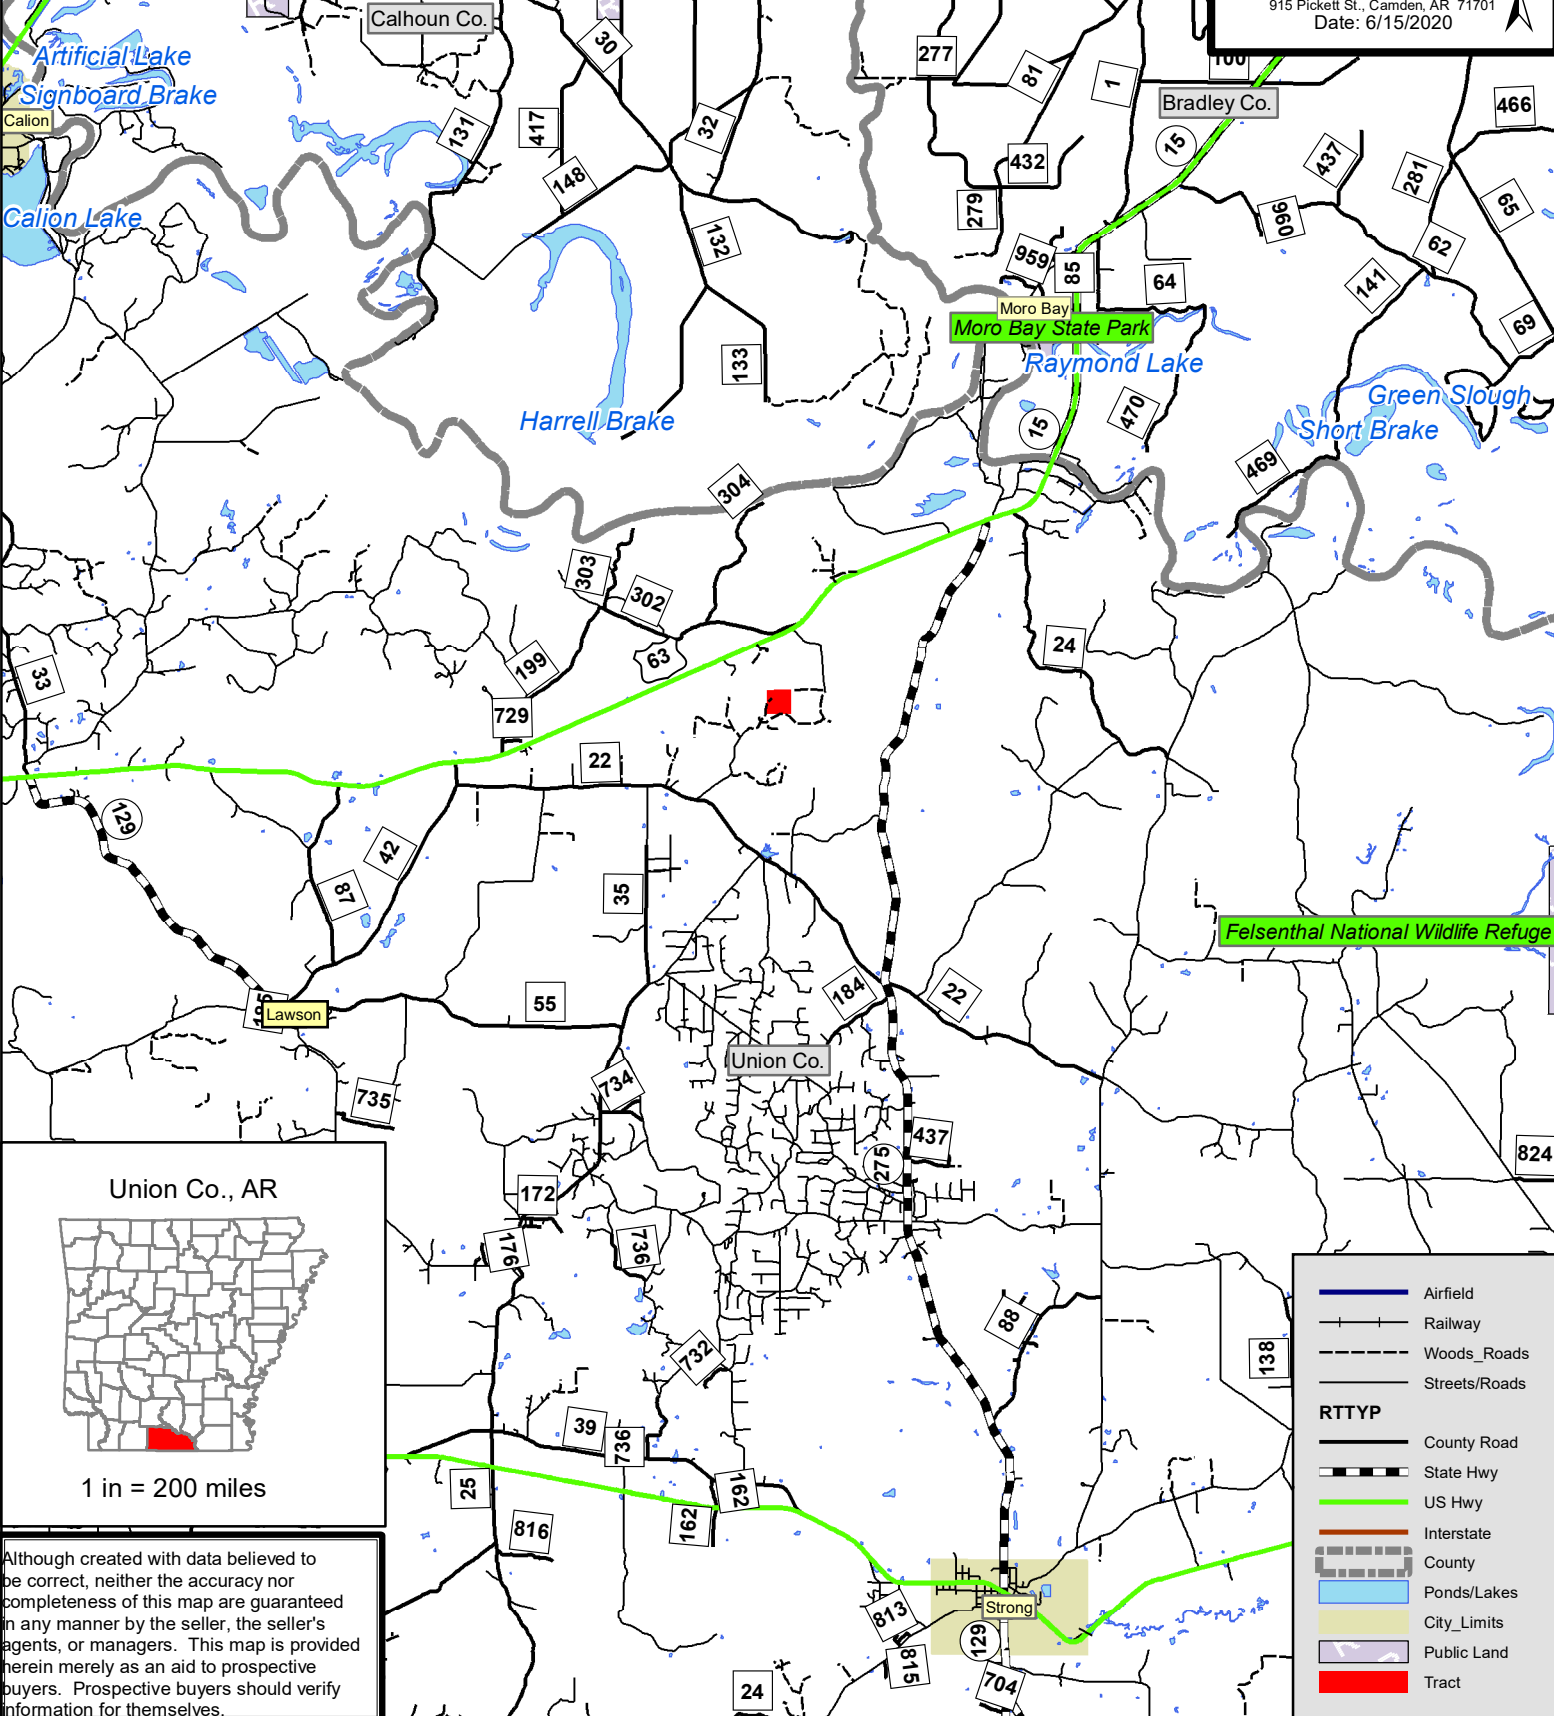 915 Pickett St., Camden, AR 71701
Date: 6/15/2020
Calhoun Co.
30
277
81
1
100
Bradley Co.
466
Artificial Lake
Signboard Brake
Calion
131
417
32
15
437
432
148
281
65
279
Calion Lake
132
960
62
959
85
64
141
Moro Bay
Moro Bay State Park
69
133
Raymond Lake
Green Slough
470
Harrell Brake
15
Short Brake
469
304
303
302
24
33
199
63
729
22
129
42
87
35
Felsenthal National Wildlife Refuge
184
22
55
Lawson
Union Co.
734
735
437
275
824
172
176
736
88
732
138
39
736
25
162
162
816
813
Strong
129
815
704
24
Union Co., AR
1 in = 200 miles
Although created with data believed to
be correct, neither the accuracy nor
completeness of this map are guaranteed
in any manner by the seller, the seller's
agents, or managers. This map is provided
herein merely as an aid to prospective
buyers. Prospective buyers should verify
information for themselves.
Airfield
Railway
Woods_Roads
Streets/Roads
RTTYP
County Road
State Hwy
US Hwy
Interstate
County
Ponds/Lakes
City_Limits
Public Land
Tract